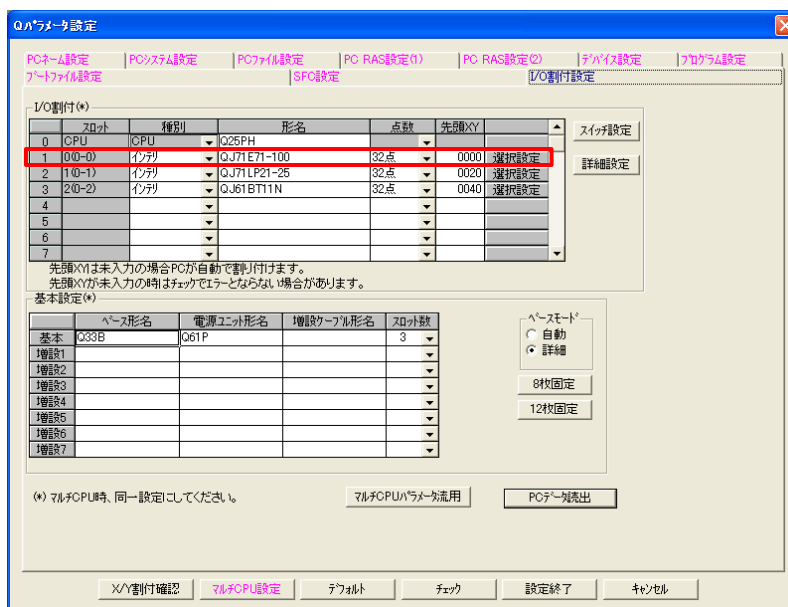 Qパラメータ設定
PCネーム設定 PCシステム設定 PCファイル設定 PC RAS設定(1) PC RAS設定(2) デバイス設定 プログラム設定
ブートファイル設定 SFC設定 I/O割付設定
I/O割付(*)
スロット 種別 形名 点数 先頭XY
0 CPU CPU Q25PH
1 0(0-0) インテリ QJ71E71-100 32点 0000 選択設定
2 1(0-1) インテリ QJ71LP21-25 32点 0020 選択設定
3 2(0-2) インテリ QJ61BT11N 32点 0040 選択設定
4
5
6
7
スイッチ設定
詳細設定
先頭XYは未入力の場合PCが自動で割り付けます。
先頭XYが未入力の時はチェックでエラーとならない場合があります。
基本設定(*)
ベース形名 電源ユニット形名 増設ケーブル形名 スロット数
基本 Q33B Q61P 3
増設1
増設2
増設3
増設4
増設5
増設6
増設7
ベースモード
自動
詳細
8枚固定
12枚固定
(*) マルチCPU時、同一設定にしてください。
マルチCPUパラメータ流用 PCデータ読出
X/Y割付確認 マルチCPU設定 デフォルト チェック 設定終了 キャンセル